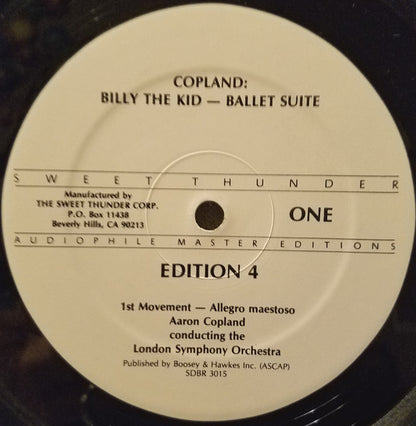 COPLAND:
BILLY THE KID — BALLET SUITE
SWEET THUNDER
Manufactured by
THE SWEET THUNDER CORP.
P.O. Box 11438
Beverly Hills, CA 90213
ONE
AUDIOPHILE MASTER EDITIONS
EDITION 4
1st Movement — Allegro maestoso
Aaron Copland
conducting the
London Symphony Orchestra
Published by Boosey & Hawkes Inc. (ASCAP)
SDBR 3015